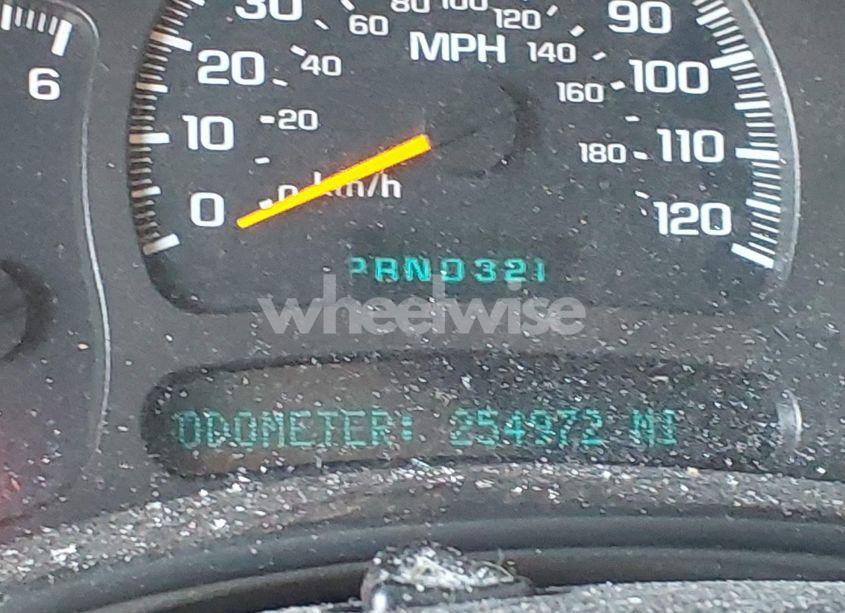 6
30 60 80 100 120 90
20 40 MPH 140 100
10 20 160 110
0 0 km/h 180 120
PRND321
wheelwise
ODOMETER: 254972 MI